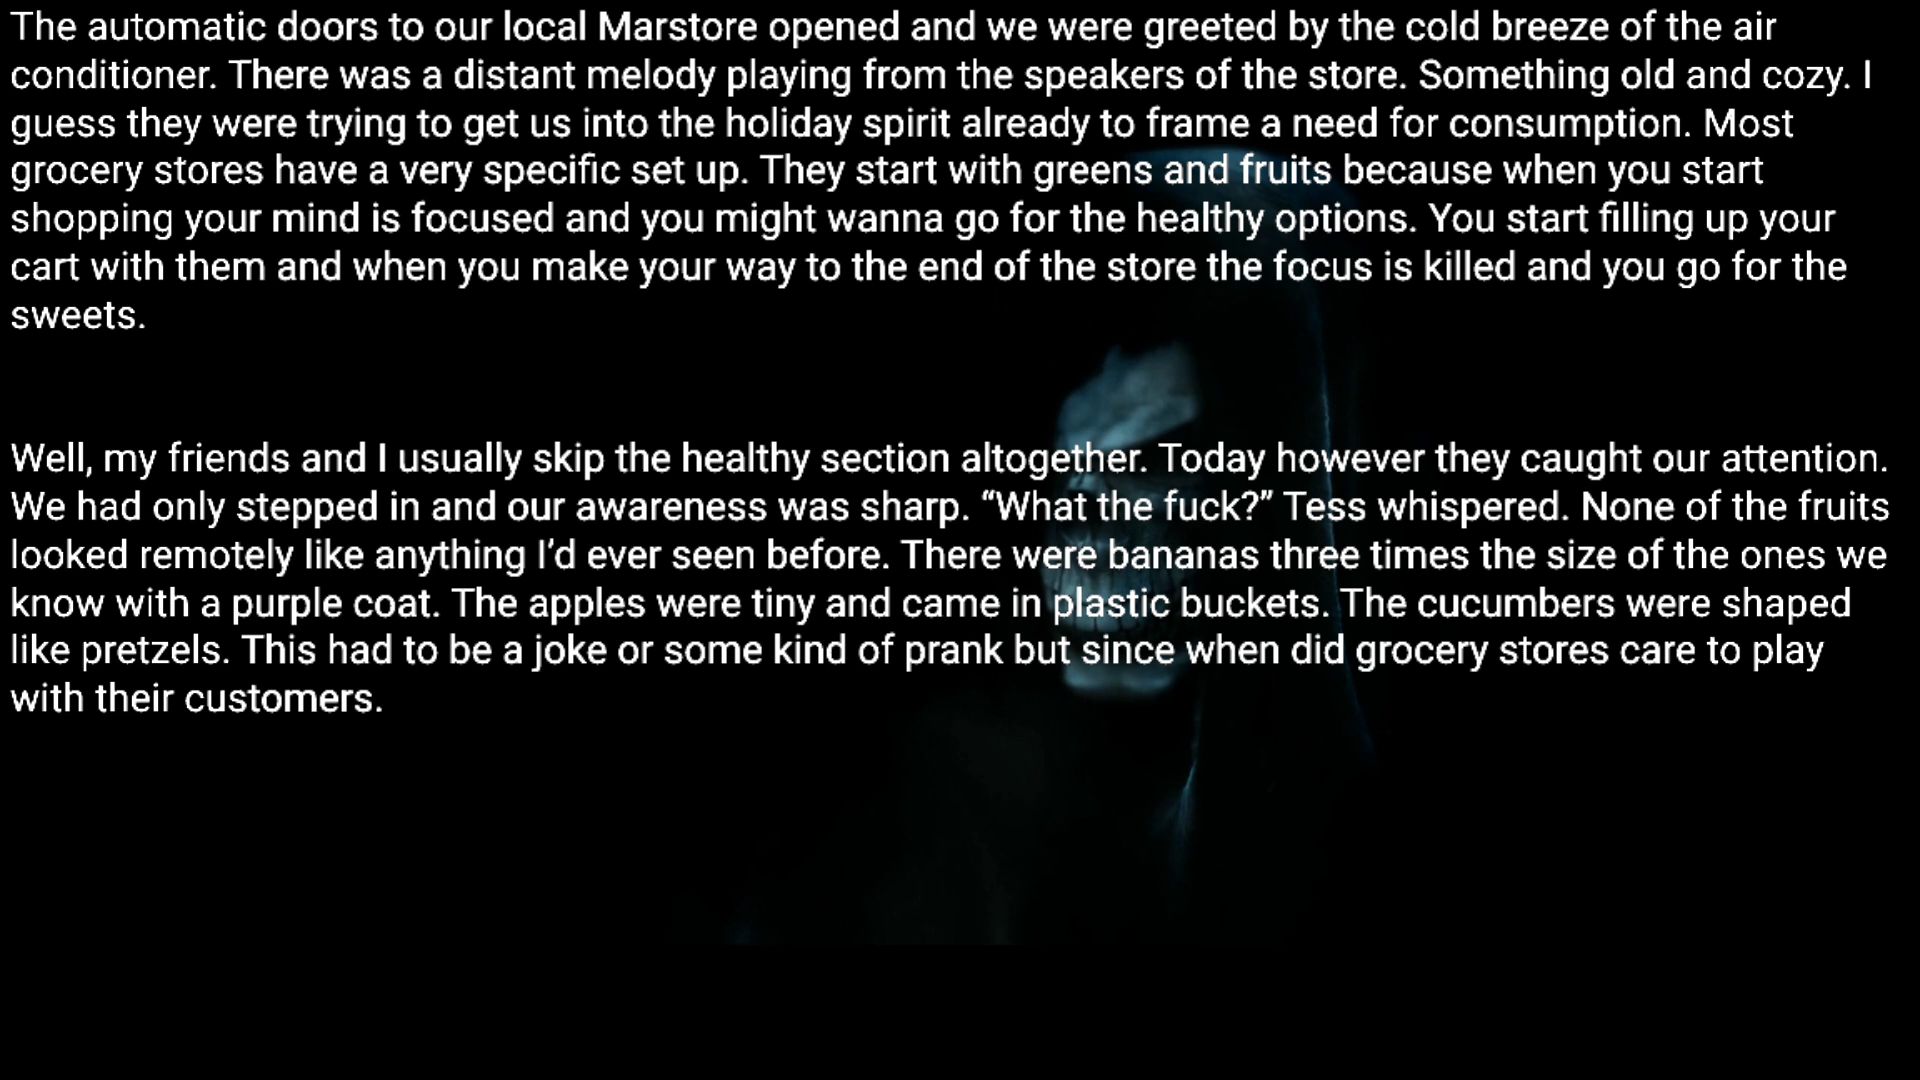 The automatic doors to our local Marstore opened and we were greeted by the cold breeze of the air
conditioner. There was a distant melody playing from the speakers of the store. Something old and cozy. I
guess they were trying to get us into the holiday spirit already to frame a need for consumption. Most
grocery stores have a very specific set up. They start with greens and fruits because when you start
shopping your mind is focused and you might wanna go for the healthy options. You start filling up your
cart with them and when you make your way to the end of the store the focus is killed and you go for the
sweets.
Well, my friends and I usually skip the healthy section altogether. Today however they caught our attention.
We had only stepped in and our awareness was sharp. “What the fuck?” Tess whispered. None of the fruits
looked remotely like anything I’d ever seen before. There were bananas three times the size of the ones we
know with a purple coat. The apples were tiny and came in plastic buckets. The cucumbers were shaped
like pretzels. This had to be a joke or some kind of prank but since when did grocery stores care to play
with their customers.